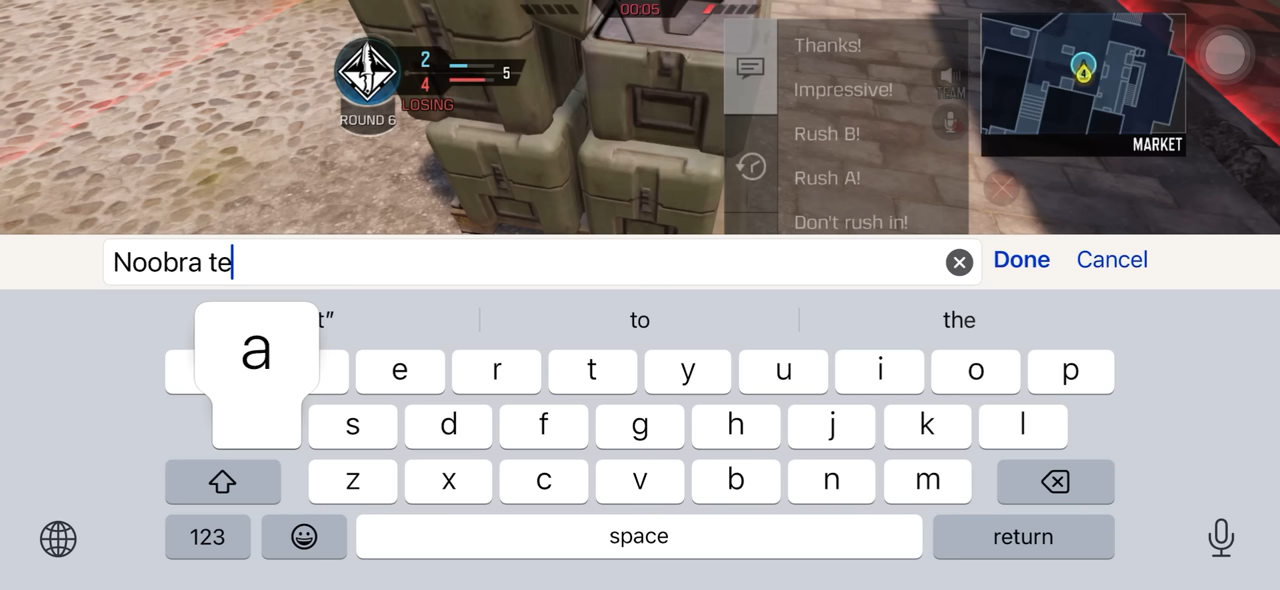 00:05
2
4
5
LOSING
ROUND 6
Thanks!
Impressive!
Rush B!
Rush A!
Don't rush in!
TEAM
4
MARKET
Noobra te
Done
Cancel
t”
to
the
a
e
r
t
y
u
i
o
p
s
d
f
g
h
j
k
l
z
x
c
v
b
n
m
123
space
return